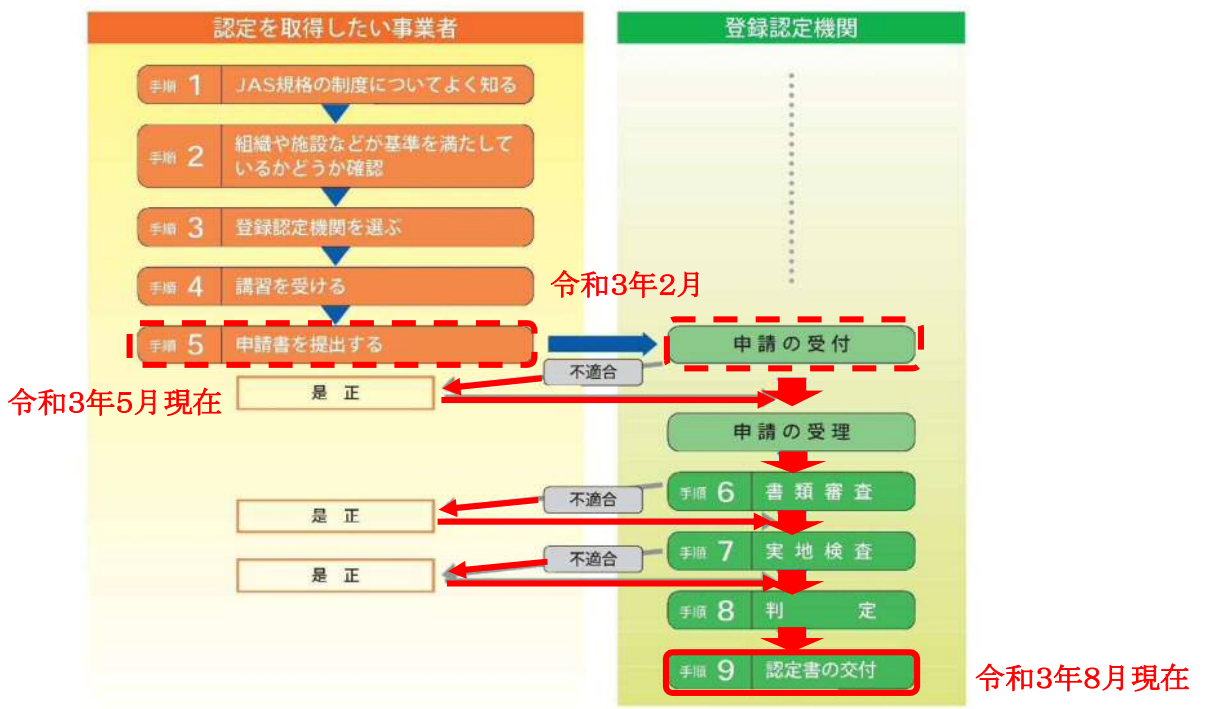 認定を取得したい事業者
登録認定機関
手順 1 JAS規格の制度についてよく知る
手順 2 組織や施設などが基準を満たして
いるかどうか確認
手順 3 登録認定機関を選ぶ
手順 4 講習を受ける
令和3年2月
手順 5 申請書を提出する
申請の受付
不適合
令和3年5月現在
是正
申請の受理
手順 6 書類審査
不適合
是正
手順 7 実地検査
不適合
是正
手順 8 判定
手順 9 認定書の交付
令和3年8月現在